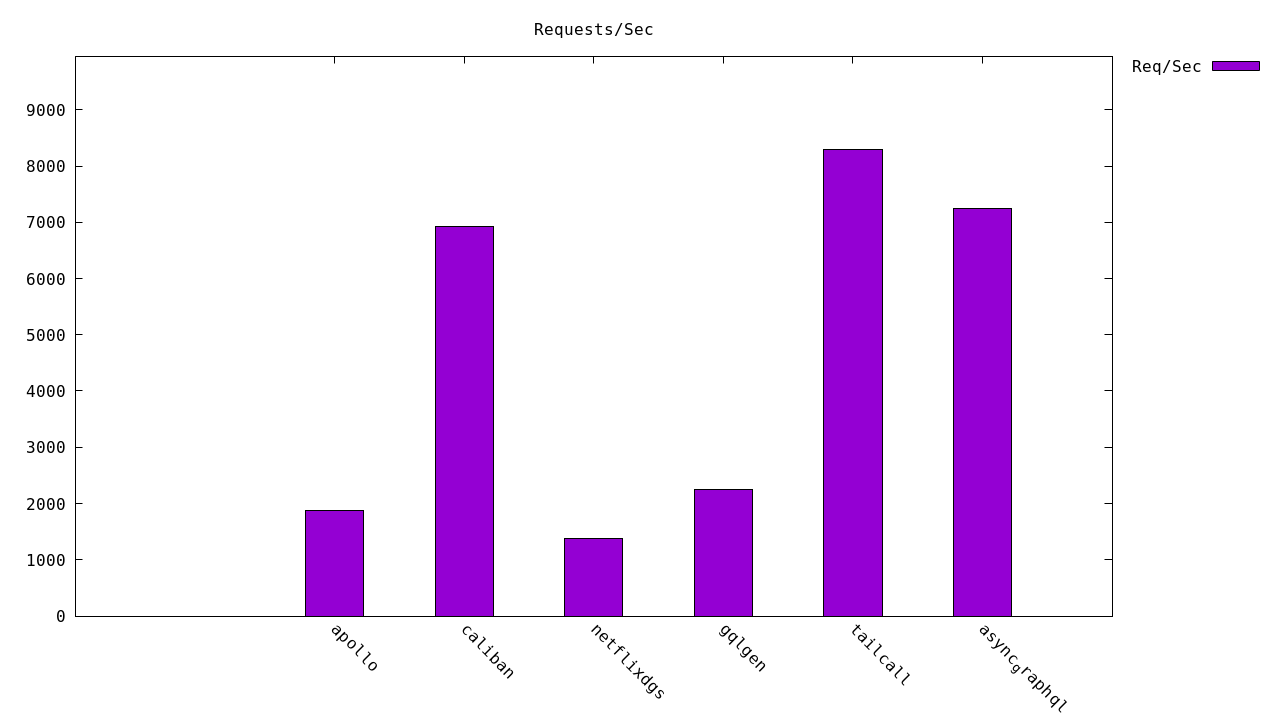 Requests/Sec
Req/Sec
9000
8000
7000
6000
5000
4000
3000
2000
1000
0
apollo
caliban
netflixdgs
gqlgen
tailcall
async_graphql